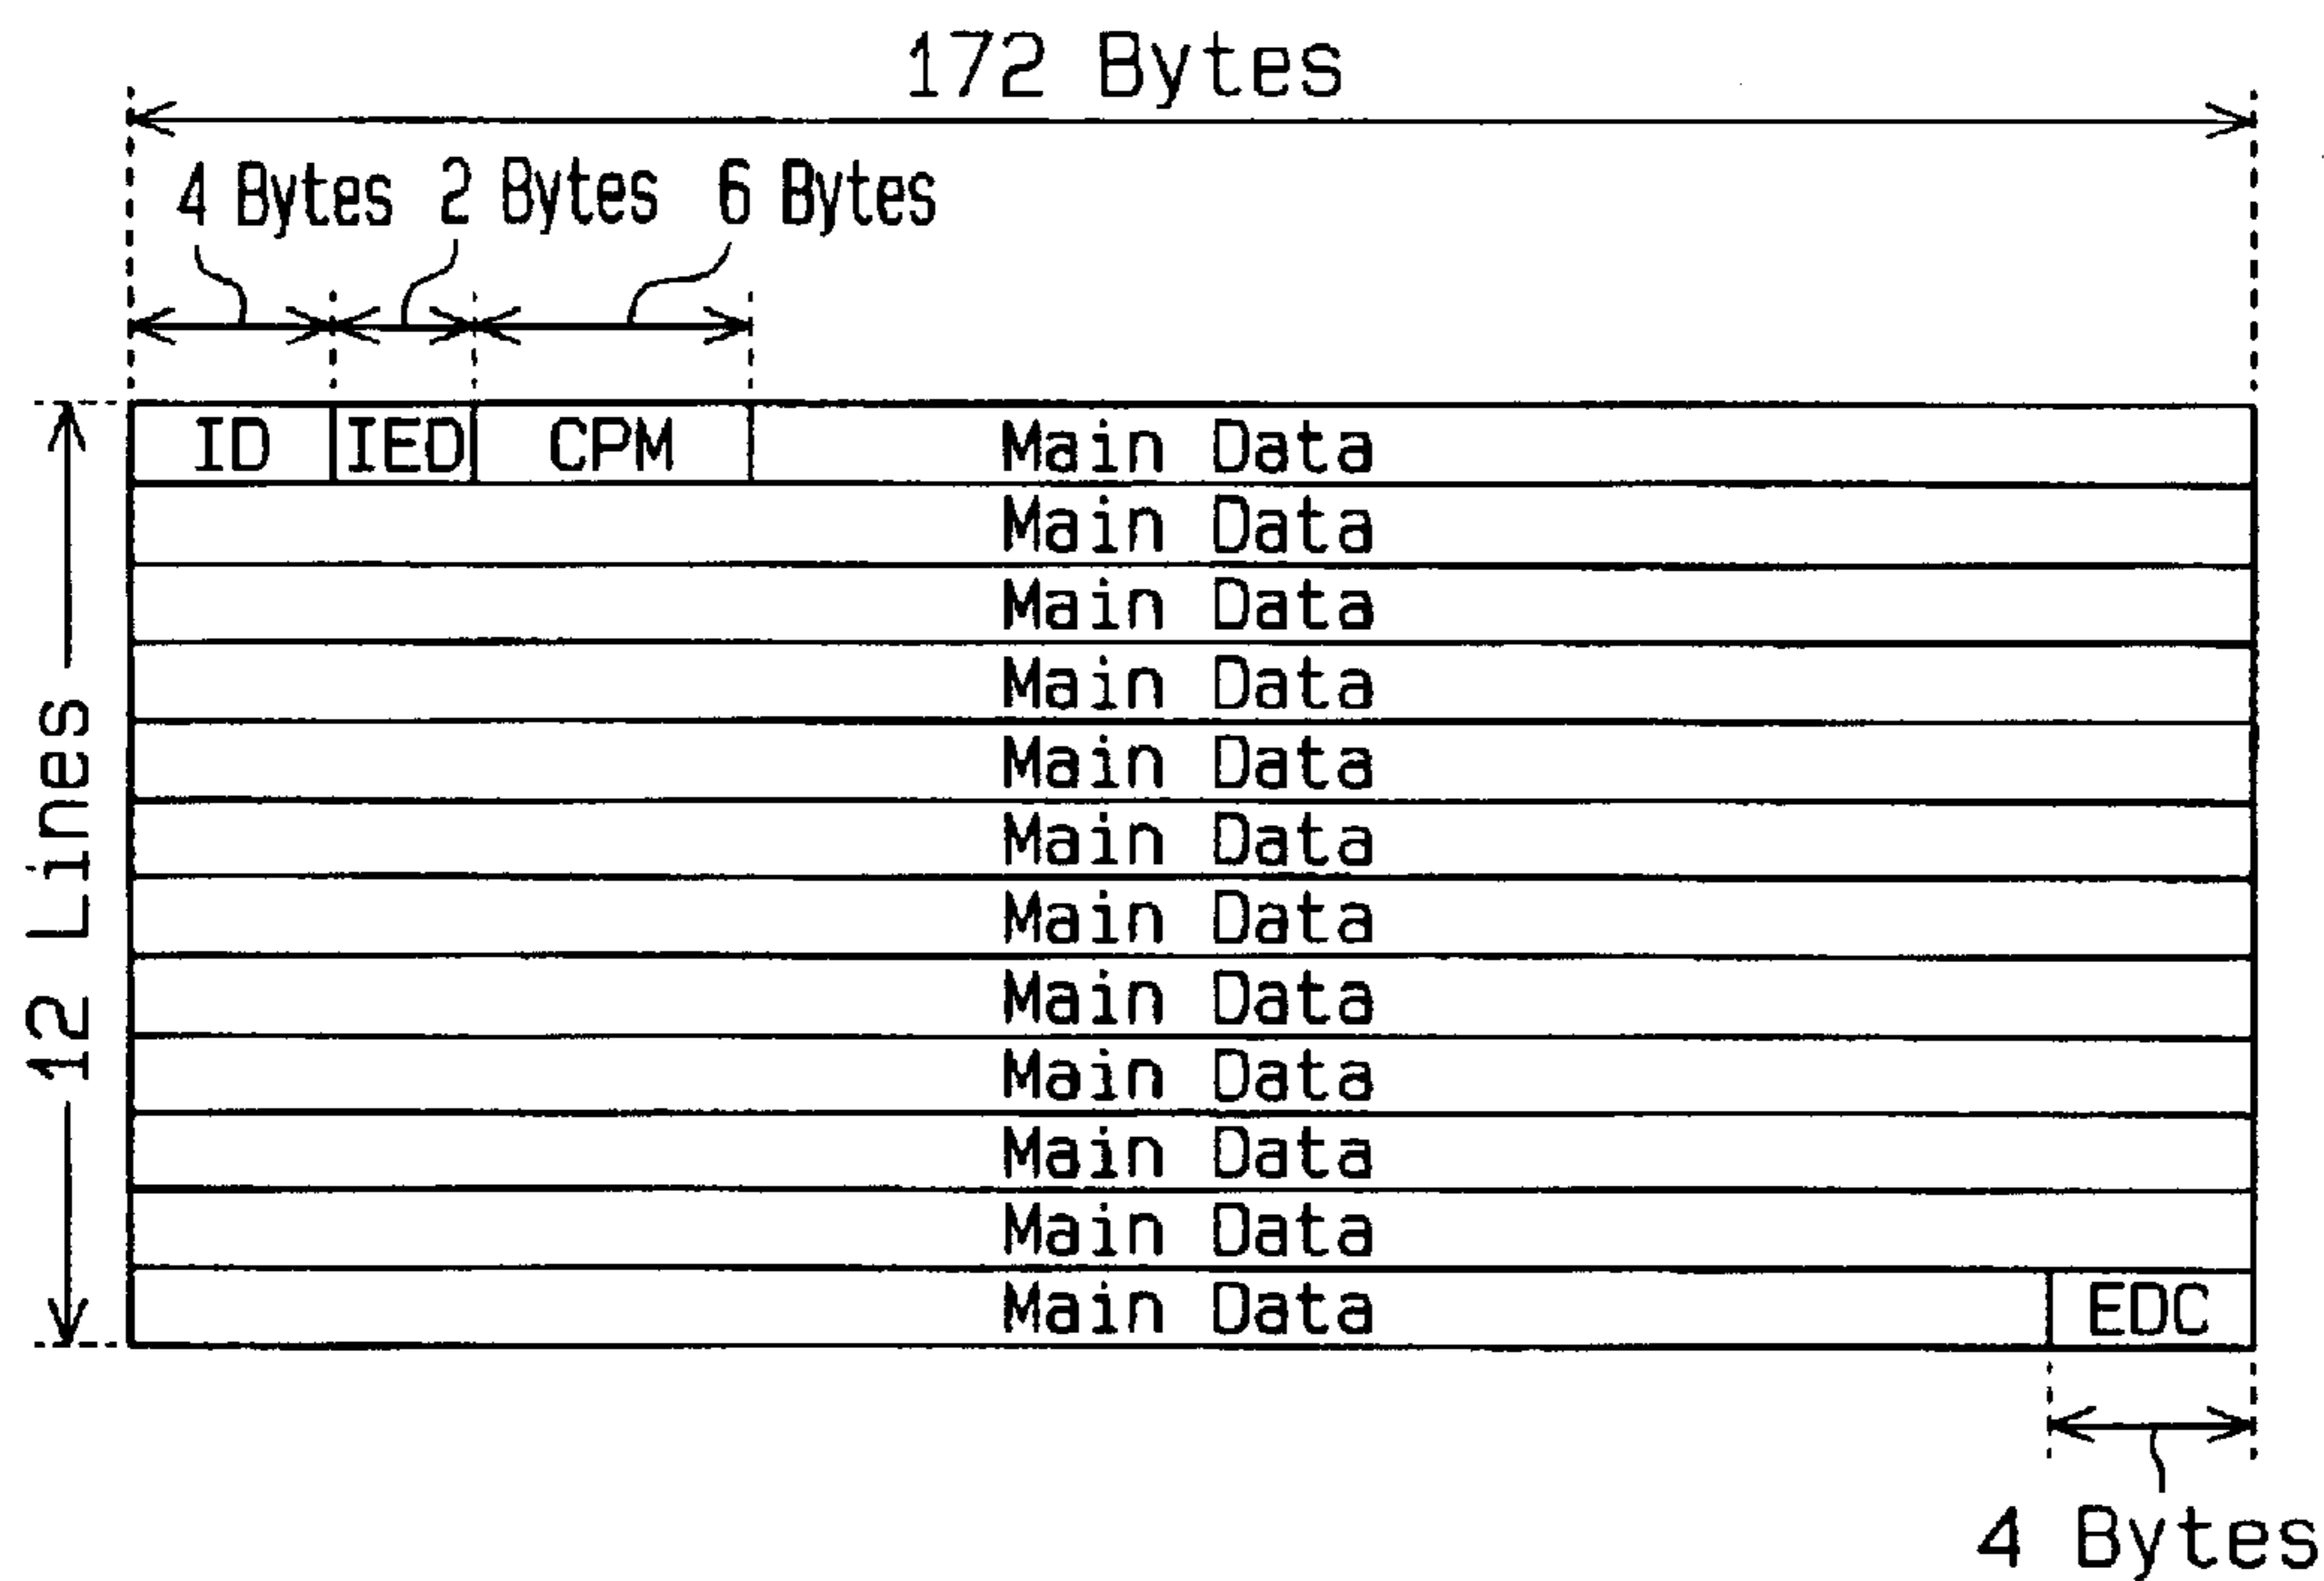 172 Bytes
4 Bytes 2 Bytes 6 Bytes
ID IED CPM Main Data
Main Data
Main Data
Main Data
Main Data
Main Data
Main Data
Main Data
Main Data
Main Data
Main Data
Main Data EDC
12 Lines
4 Bytes